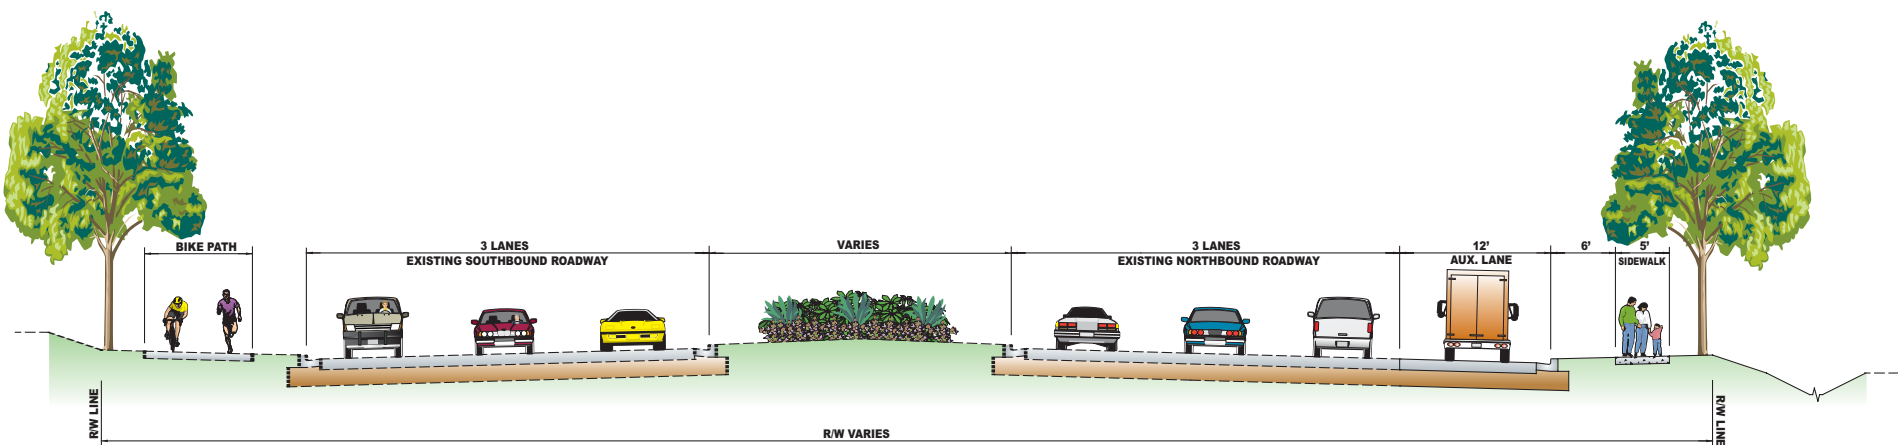 BIKE PATH
3 LANES
EXISTING SOUTHBOUND ROADWAY
VARIES
3 LANES
EXISTING NORTHBOUND ROADWAY
12'
AUX. LANE
6'
5'
SIDEWALK
R/W LINE
R/W VARIES
R/W LINE